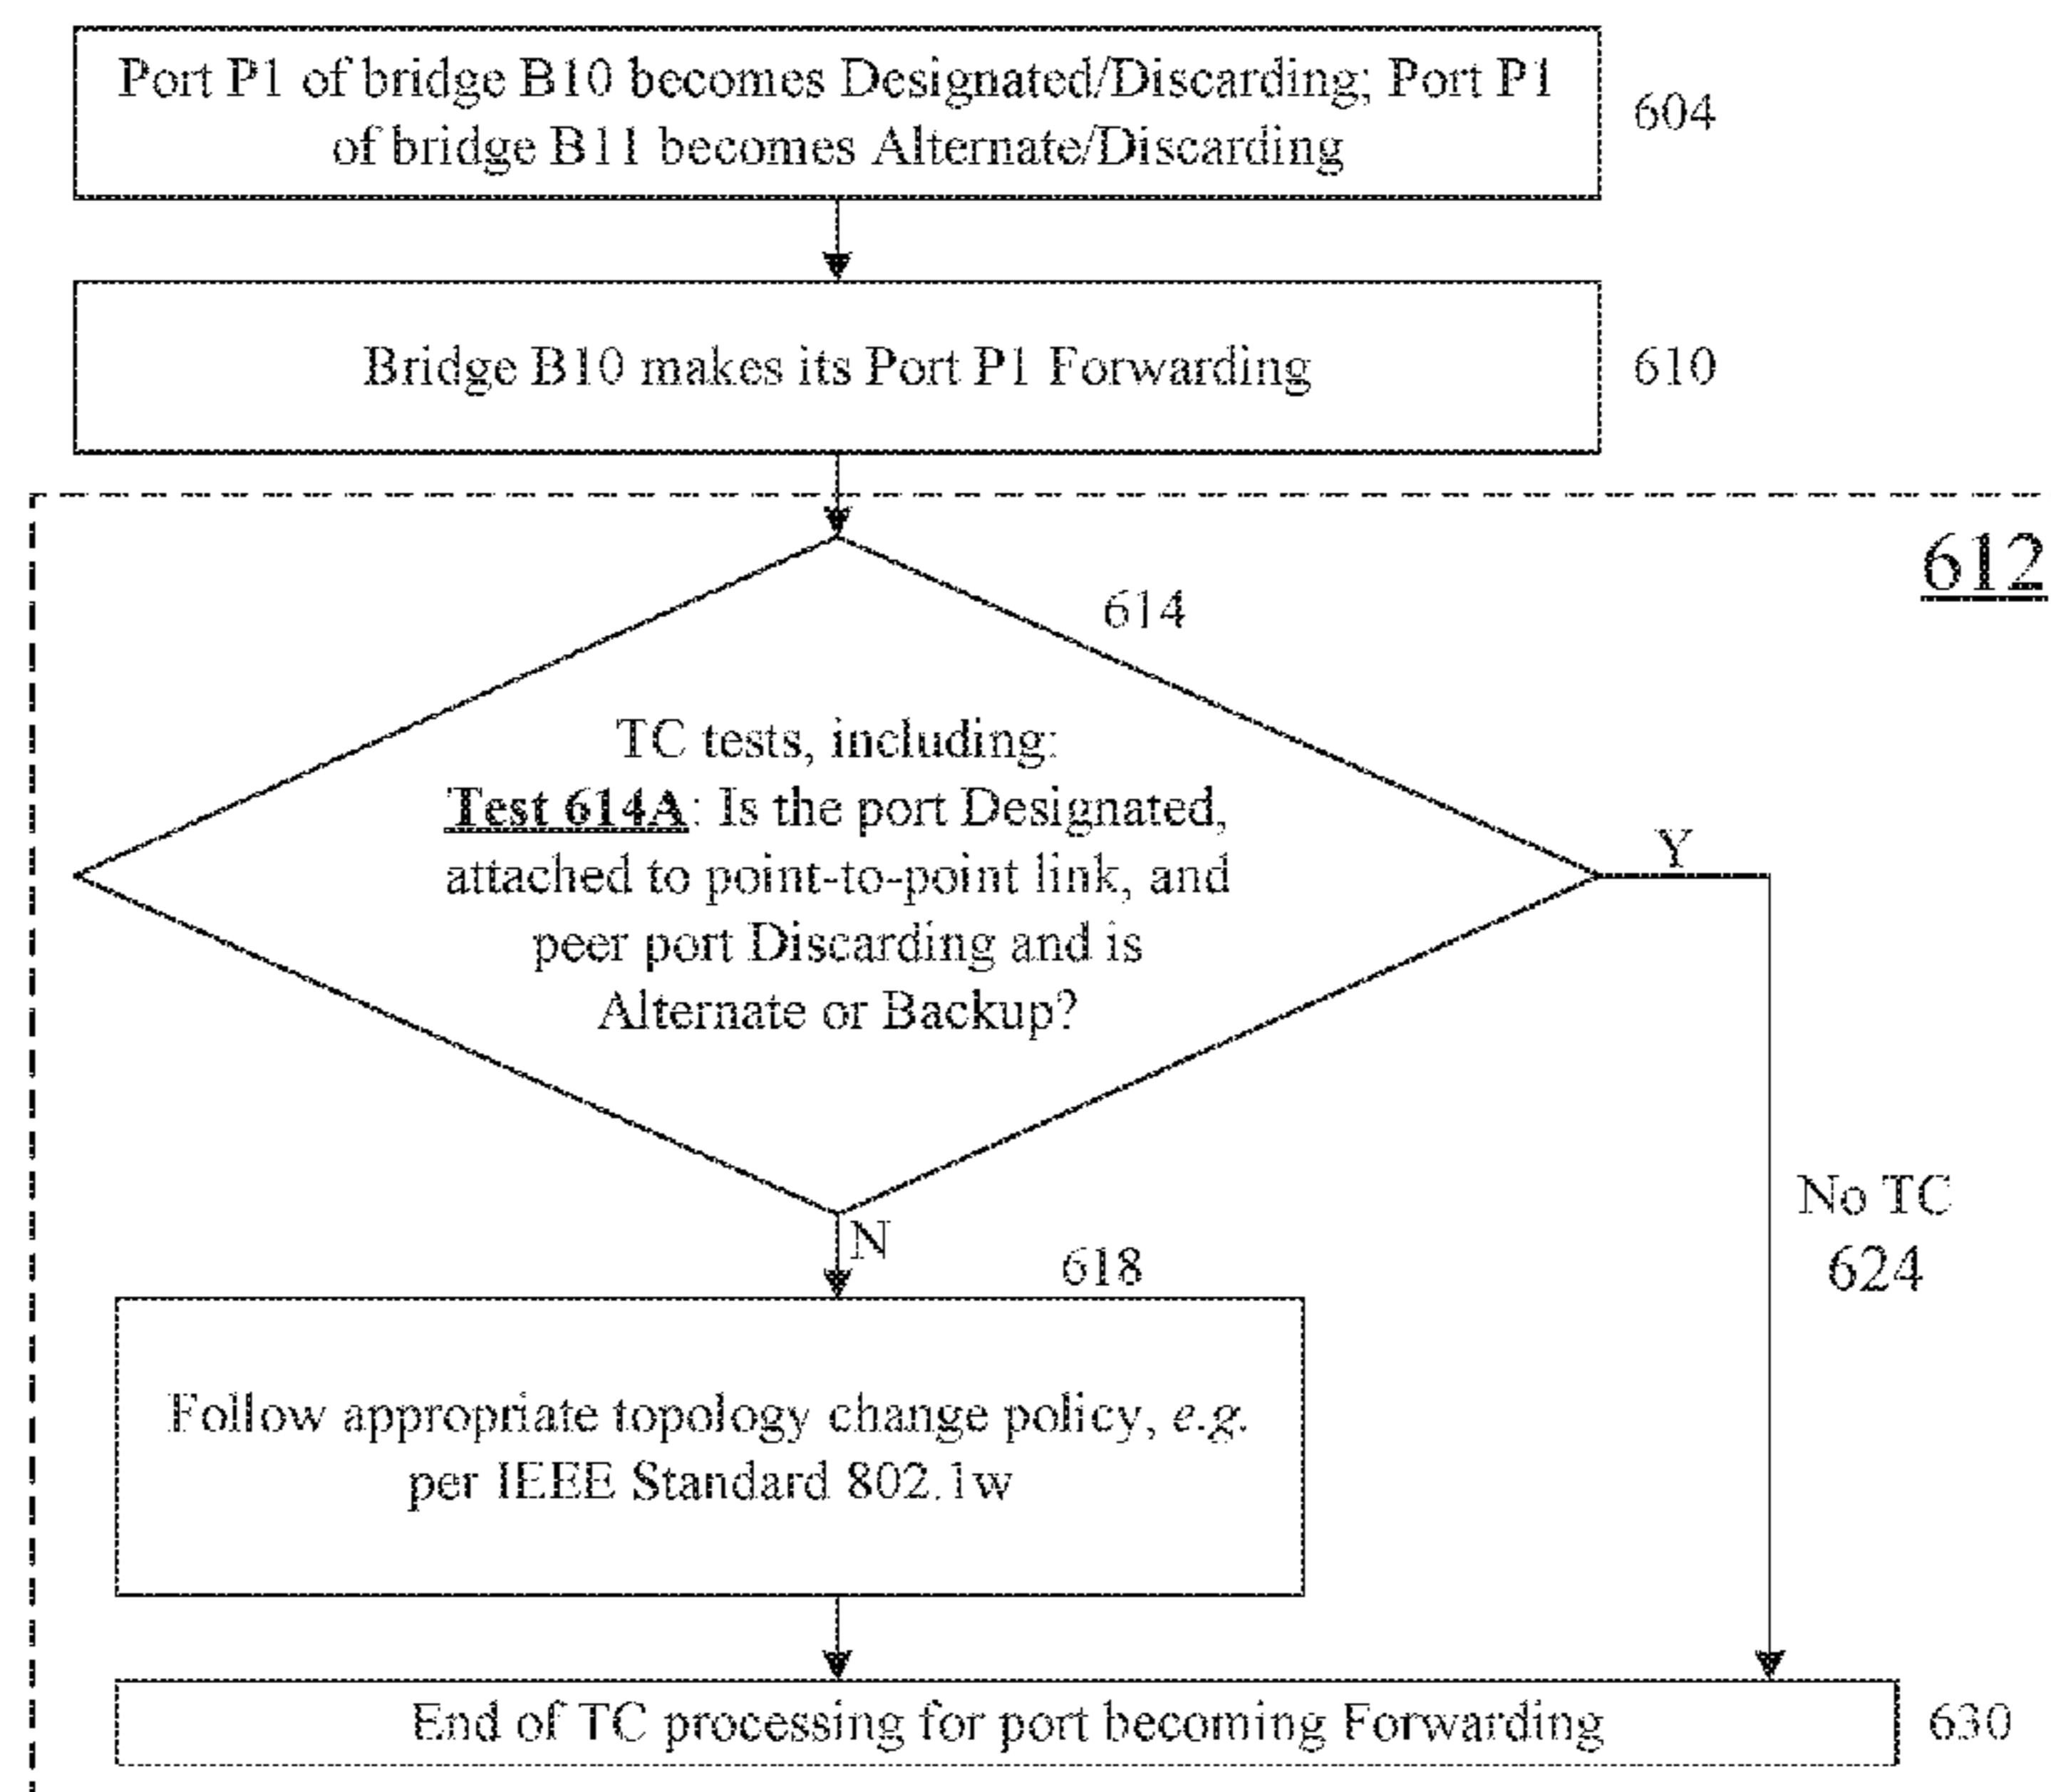 Port P1 of bridge B10 becomes Designated/Discarding; Port P1
of bridge B11 becomes Alternate/Discarding
604
Bridge B10 makes its Port P1 Forwarding
610
612
614
TC tests, including:
Test 614A: Is the port Designated,
attached to point-to-point link, and
peer port Discarding and is
Alternate or Backup?
Y
N
No TC
624
618
Follow appropriate topology change policy, e.g.
per IEEE Standard 802.1w
End of TC processing for port becoming Forwarding
630